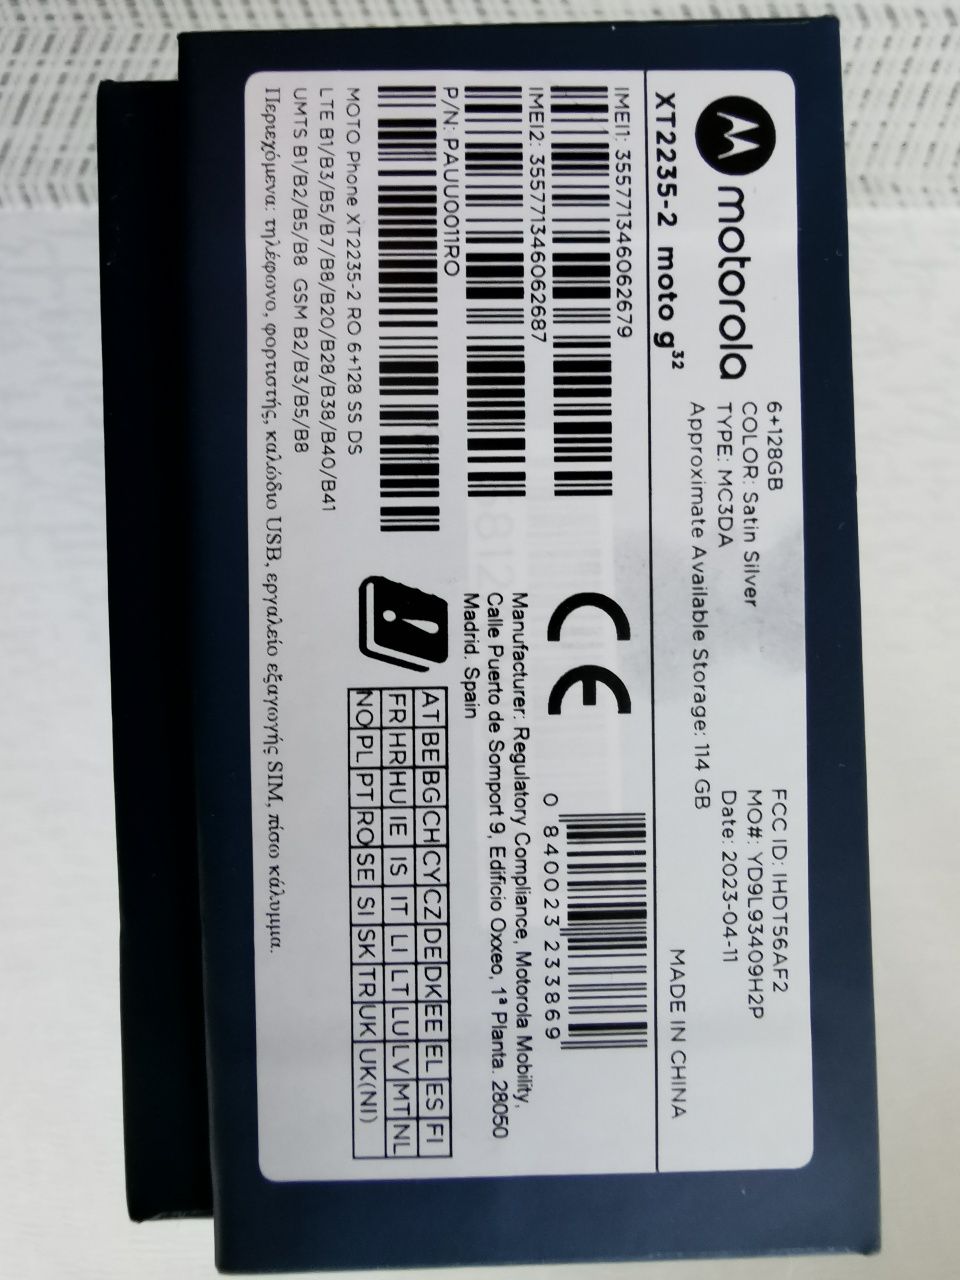 motorola
6+128GB
COLOR: Satin Silver
TYPE: MC3DA
Approximate Available Storage: 114 GB
FCC ID: IHDT56AF2
MO#: YD9L93409H2P
Date: 2023-04-11
MADE IN CHINA
XT2235-2 moto g32
IMEI1: 355771346062679
IMEI2: 355771346062687
P/N: PAUU0011RO
MOTO Phone XT2235-2 RO 6+128 SS DS
LTE B1/B3/B5/B7/B8/B20/B28/B38/B40/B41
UMTS B1/B2/B5/B8 GSM B2/B3/B5/B8
CE
0 840023 233869
Manufacturer: Regulatory Compliance, Motorola Mobility,
Calle Puerto de Somport 9, Edificio Oxxeo, 1ª Planta. 28050
Madrid. Spain
AT BE BG CH CY CZ DE DK EE EL ES FI
FR HR HU IE IS IT LI LT LU LV MT NL
NO PL PT RO SE SI SK TR UK UK(NI)
Περιεχόμενα: τηλέφωνο, φορτιστής, καλώδιο USB, εργαλείο εξαγωγής SIM, πίσω κάλυμμα.